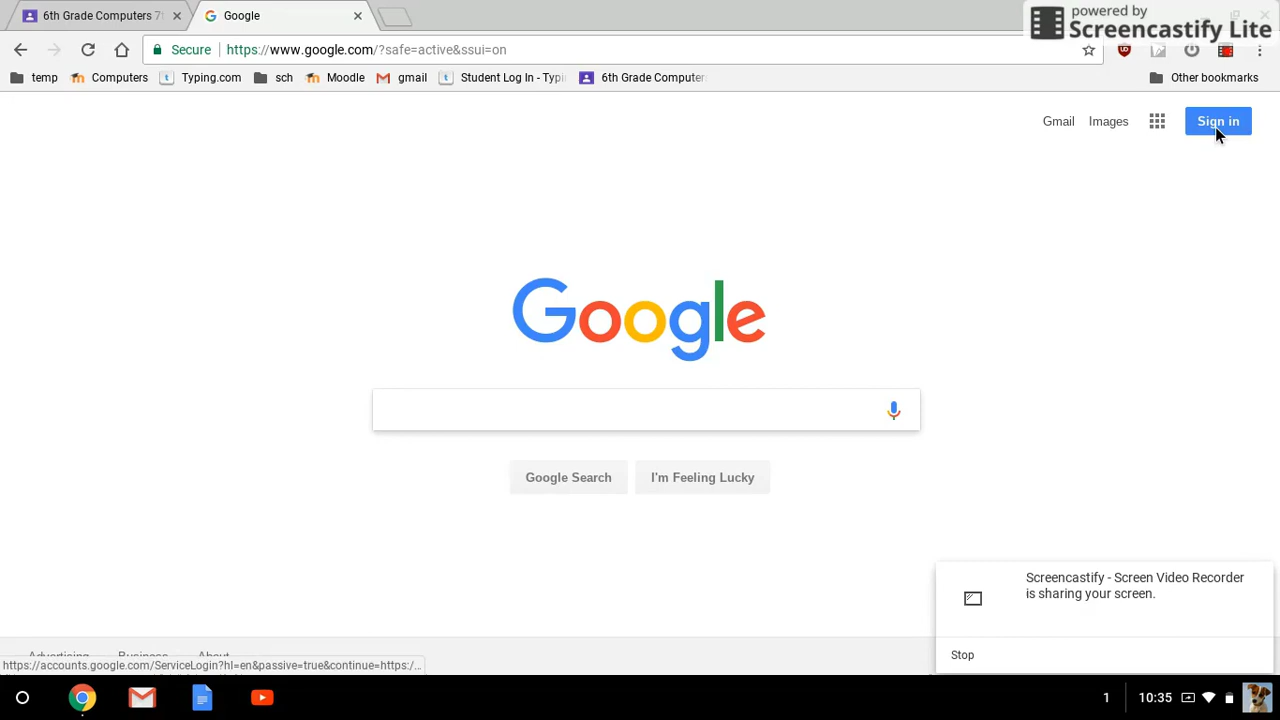 6th Grade Computers 7
Google
powered by
Screencastify Lite
Secure
https://www.google.com/?safe=active&ssui=on
temp
Computers
Typing.com
sch
Moodle
gmail
Student Log In - Typi
6th Grade Computer
Other bookmarks
Gmail
Images
Sign in
Google
Google Search
I'm Feeling Lucky
Screencastify - Screen Video Recorder
is sharing your screen.
Stop
Advertising
Business
About
https://accounts.google.com/ServiceLogin?hl=en&passive=true&continue=https:/...
1
10:35